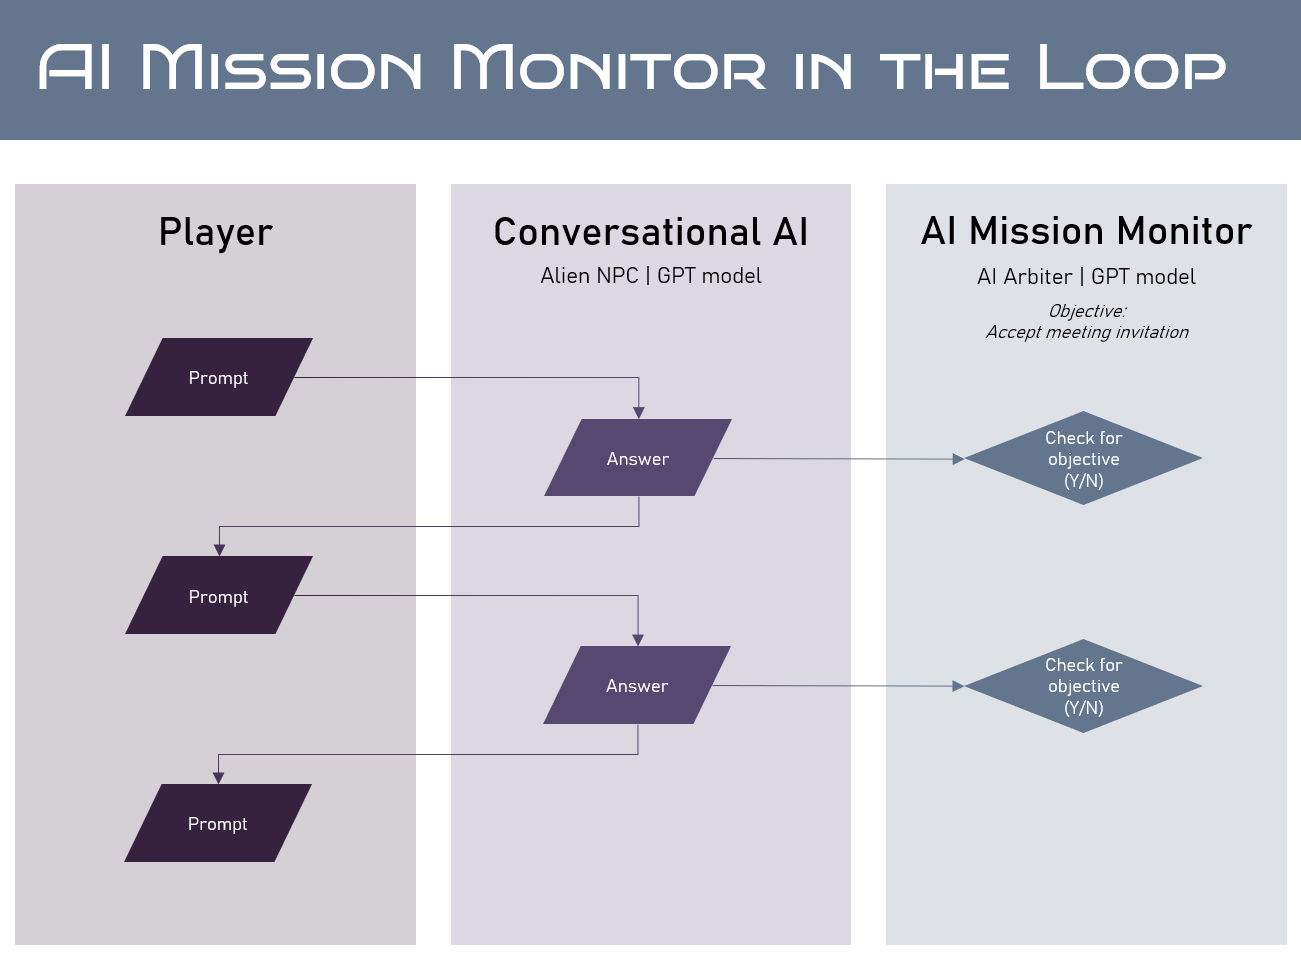 AI Mission Monitor in the Loop
Player
Conversational AI
Alien NPC | GPT model
AI Mission Monitor
AI Arbiter | GPT model
Objective:
Accept meeting invitation
Prompt
Answer
Check for
objective
(Y/N)
Prompt
Answer
Check for
objective
(Y/N)
Prompt